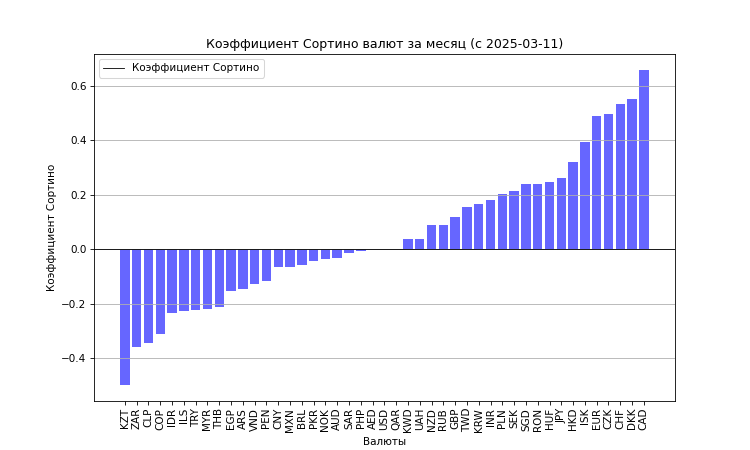 Коэффициент Сортино валют за месяц (с 2025-03-11)
Коэффициент Сортино
Коэффициент Сортино
0.6
0.4
0.2
0.0
−0.2
−0.4
KZT
ZAR
CLP
COP
IDR
ILS
TRY
MYR
THB
EGP
ARS
VND
PEN
CNY
MXN
BRL
PKR
NOK
AUD
SAR
PHP
AED
USD
QAR
KWD
UAH
NZD
RUB
GBP
TWD
KRW
INR
PLN
SEK
SGD
RON
HUF
JPY
HKD
ISK
EUR
CZK
CHF
DKK
CAD
Валюты